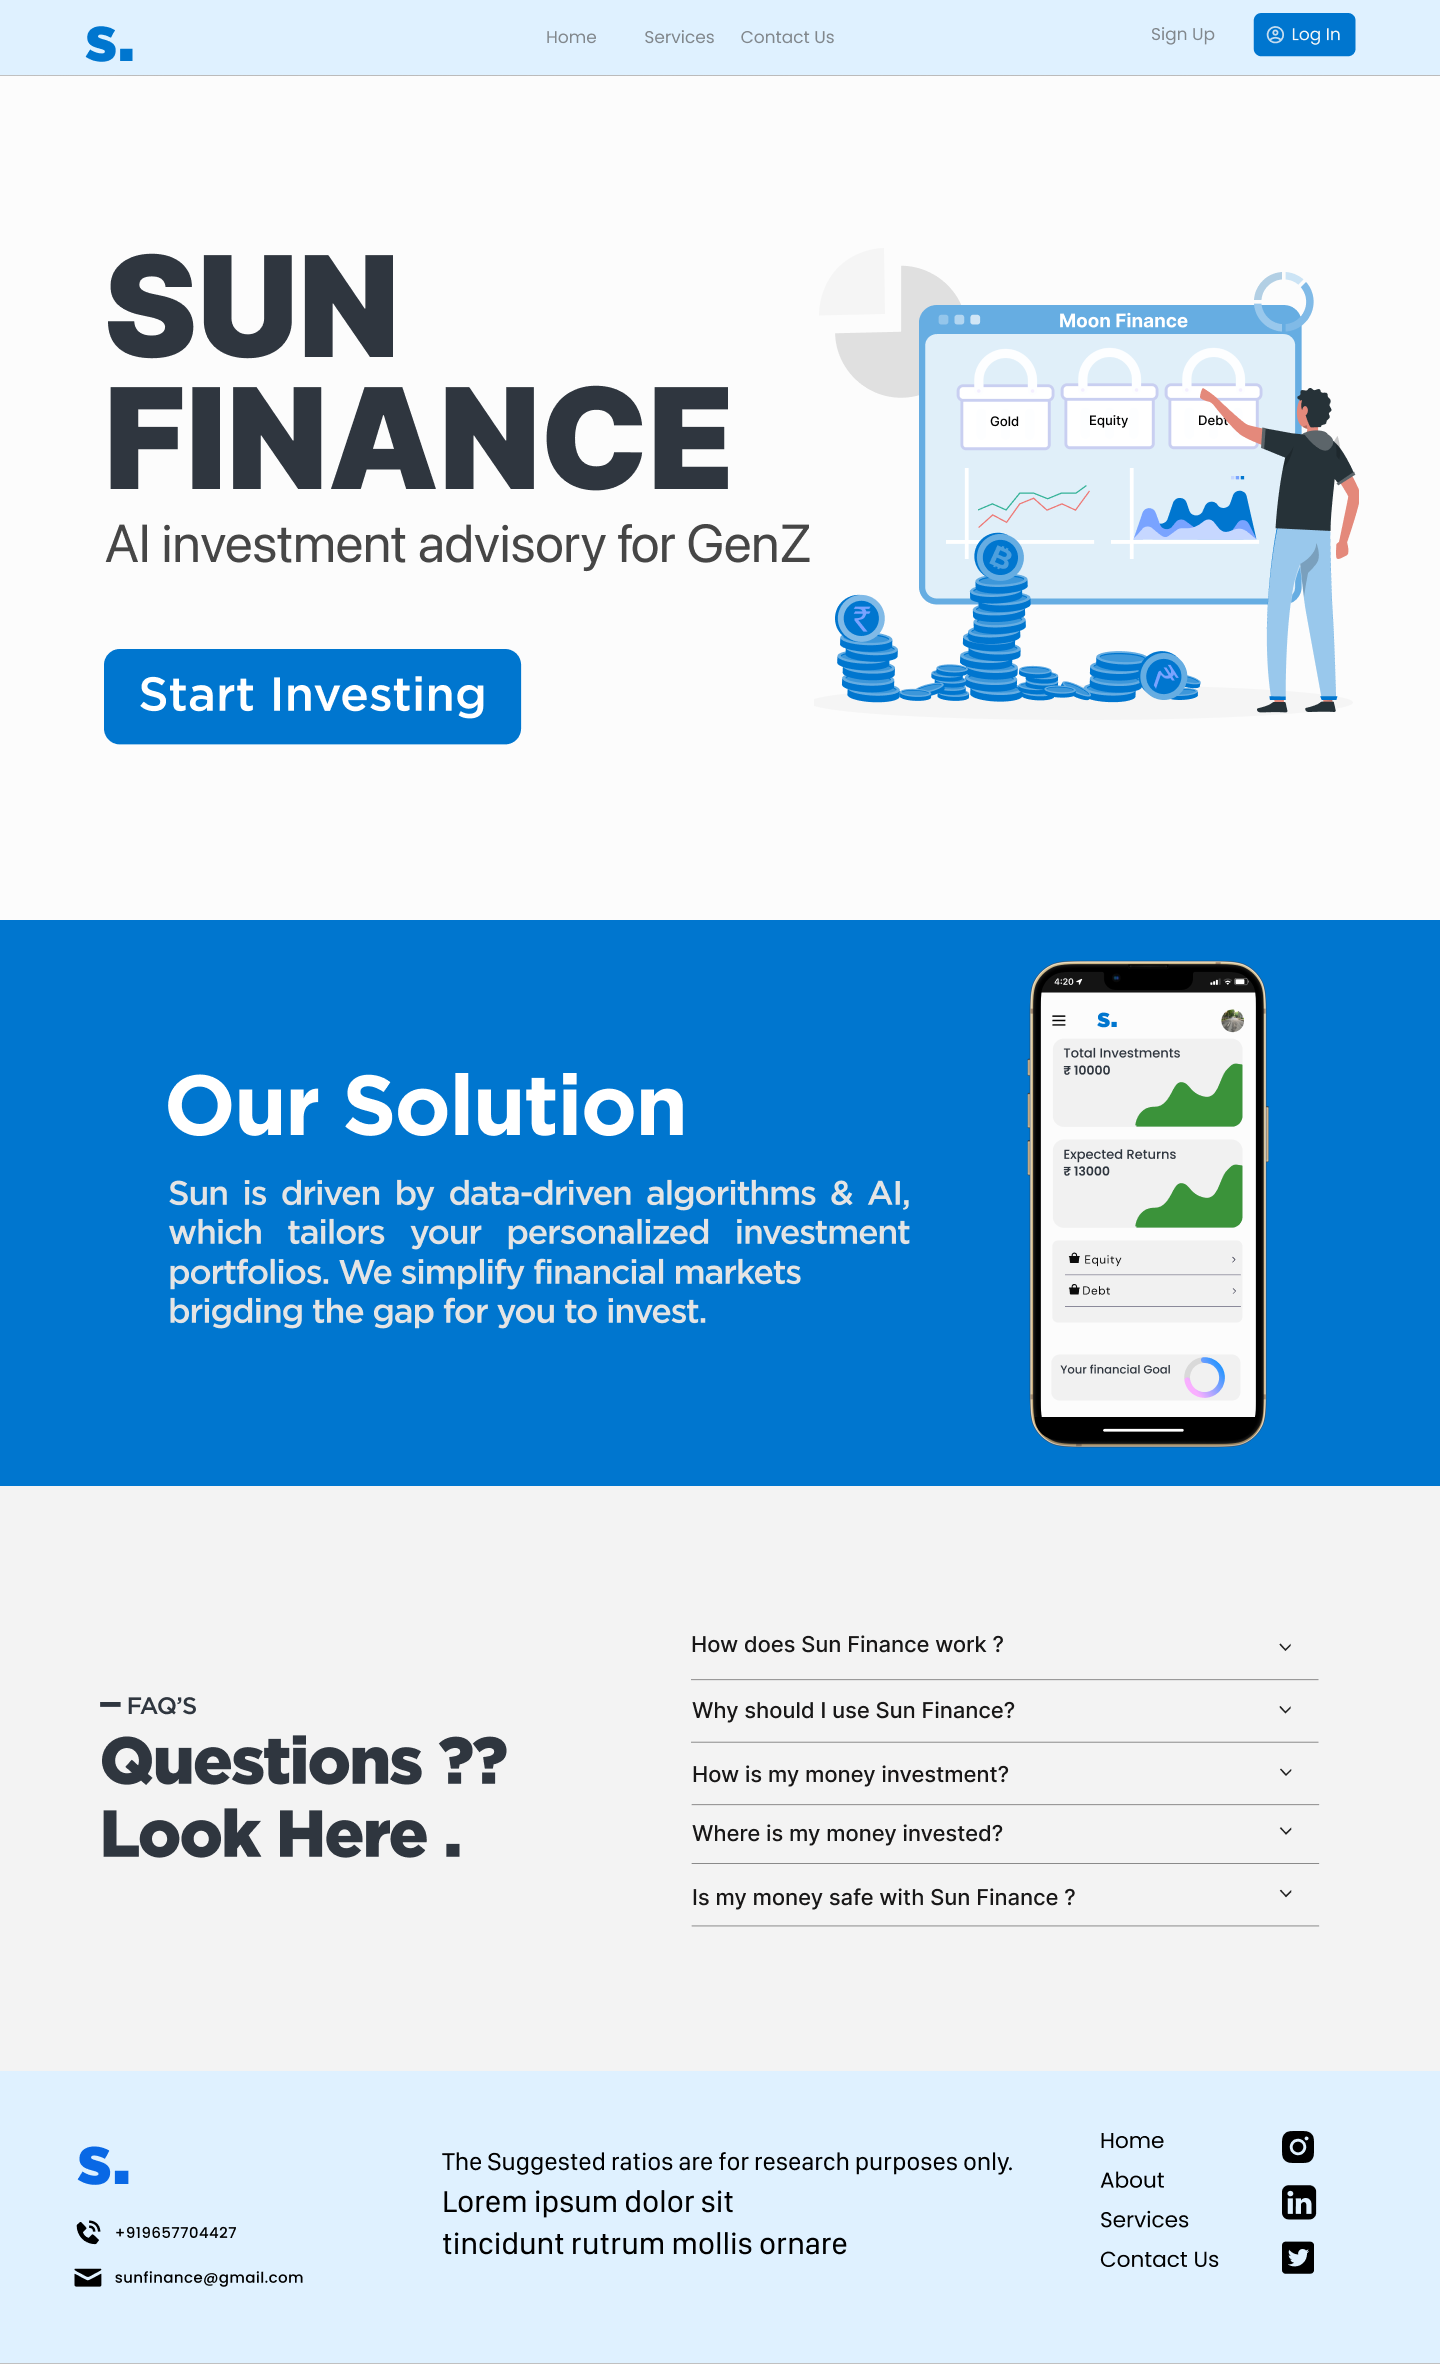 s.
Home Services Contact Us
Sign Up Log In
SUN
FINANCE
AI investment advisory for GenZ
Start Investing
Moon Finance
Gold Equity Debt
Our Solution
Sun is driven by data-driven algorithms & AI,
which tailors your personalized investment
portfolios. We simplify financial markets
brigding the gap for you to invest.
4:20
s.
Total Investments
₹ 10000
Expected Returns
₹ 13000
Equity
Debt
Your financial Goal
FAQ’S
Questions ??
Look Here .
How does Sun Finance work ?
Why should I use Sun Finance?
How is my money investment?
Where is my money invested?
Is my money safe with Sun Finance ?
s.
+919657704427
sunfinance@gmail.com
The Suggested ratios are for research purposes only.
Lorem ipsum dolor sit
tincidunt rutrum mollis ornare
Home
About
Services
Contact Us
in